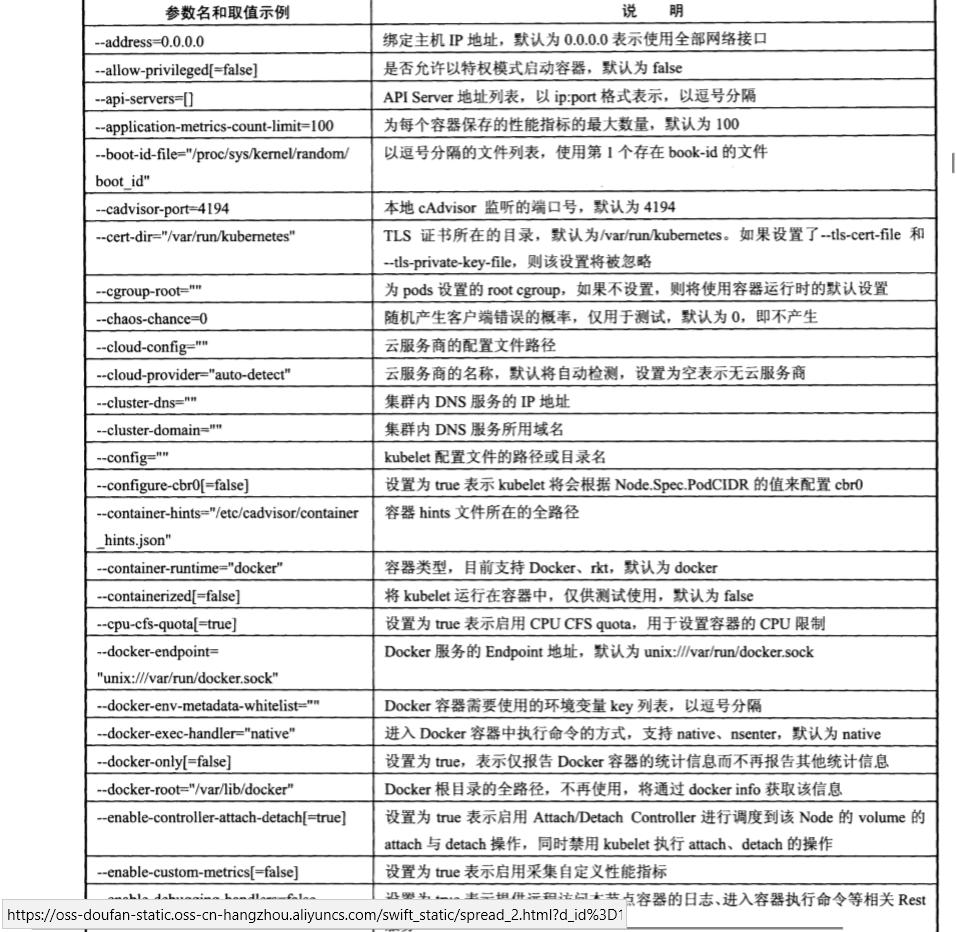 参数名和取值示例 说 明
--address=0.0.0.0 绑定主机 IP 地址，默认为 0.0.0.0 表示使用全部网络接口
--allow-privileged[=false] 是否允许以特权模式启动容器，默认为 false
--api-servers=[] API Server 地址列表，以 ip:port 格式表示，以逗号分隔
--application-metrics-count-limit=100 为每个容器保存的性能指标的最大数量，默认为 100
--boot-id-file="/proc/sys/kernel/random/ 以逗号分隔的文件列表，使用第 1 个存在 book-id 的文件
boot_id"
--cadvisor-port=4194 本地 cAdvisor 监听的端口号，默认为 4194
--cert-dir="/var/run/kubernetes" TLS 证书所在的目录，默认为/var/run/kubernetes。如果设置了--tls-cert-file 和
--tls-private-key-file，则该设置将被忽略
--cgroup-root="" 为 pods 设置的 root cgroup，如果不设置，则将使用容器运行时的默认设置
--chaos-chance=0 随机产生客户端错误的概率，仅用于测试，默认为 0，即不产生
--cloud-config="" 云服务商的配置文件路径
--cloud-provider="auto-detect" 云服务商的名称，默认将自动检测，设置为空表示无云服务商
--cluster-dns="" 集群内 DNS 服务的 IP 地址
--cluster-domain="" 集群内 DNS 服务所用域名
--config="" kubelet 配置文件的路径或目录名
--configure-cbr0[=false] 设置为 true 表示 kubelet 将会根据 Node.Spec.PodCIDR 的值来配置 cbr0
--container-hints="/etc/cadvisor/container 容器 hints 文件所在的全路径
_hints.json"
--container-runtime="docker" 容器类型，目前支持 Docker、rkt，默认为 docker
--containerized[=false] 将 kubelet 运行在容器中，仅供测试使用，默认为 false
--cpu-cfs-quota[=true] 设置为 true 表示启用 CPU CFS quota，用于设置容器的 CPU 限制
--docker-endpoint= Docker 服务的 Endpoint 地址，默认为 unix:///var/run/docker.sock
"unix:///var/run/docker.sock"
--docker-env-metadata-whitelist="" Docker 容器需要使用的环境变量 key 列表，以逗号分隔
--docker-exec-handler="native" 进入 Docker 容器中执行命令的方式，支持 native、nsenter，默认为 native
--docker-only[=false] 设置为 true，表示仅报告 Docker 容器的统计信息而不再报告其他统计信息
--docker-root="/var/lib/docker" Docker 根目录的全路径，不再使用，将通过 docker info 获取该信息
--enable-controller-attach-detach[=true] 设置为 true 表示启用 Attach/Detach Controller 进行调度到该 Node 的 volume 的
attach 与 detach 操作，同时禁用 kubelet 执行 attach、detach 的操作
--enable-custom-metrics[=false] 设置为 true 表示启用采集自定义性能指标
--enable-debugging-handlers=false 设置为 true 表示提供远程访问本节点容器的日志、进入容器执行命令等相关 Rest
https://oss-doufan-static.oss-cn-hangzhou.aliyuncs.com/swift_static/spread_2.html?d_id%3D1